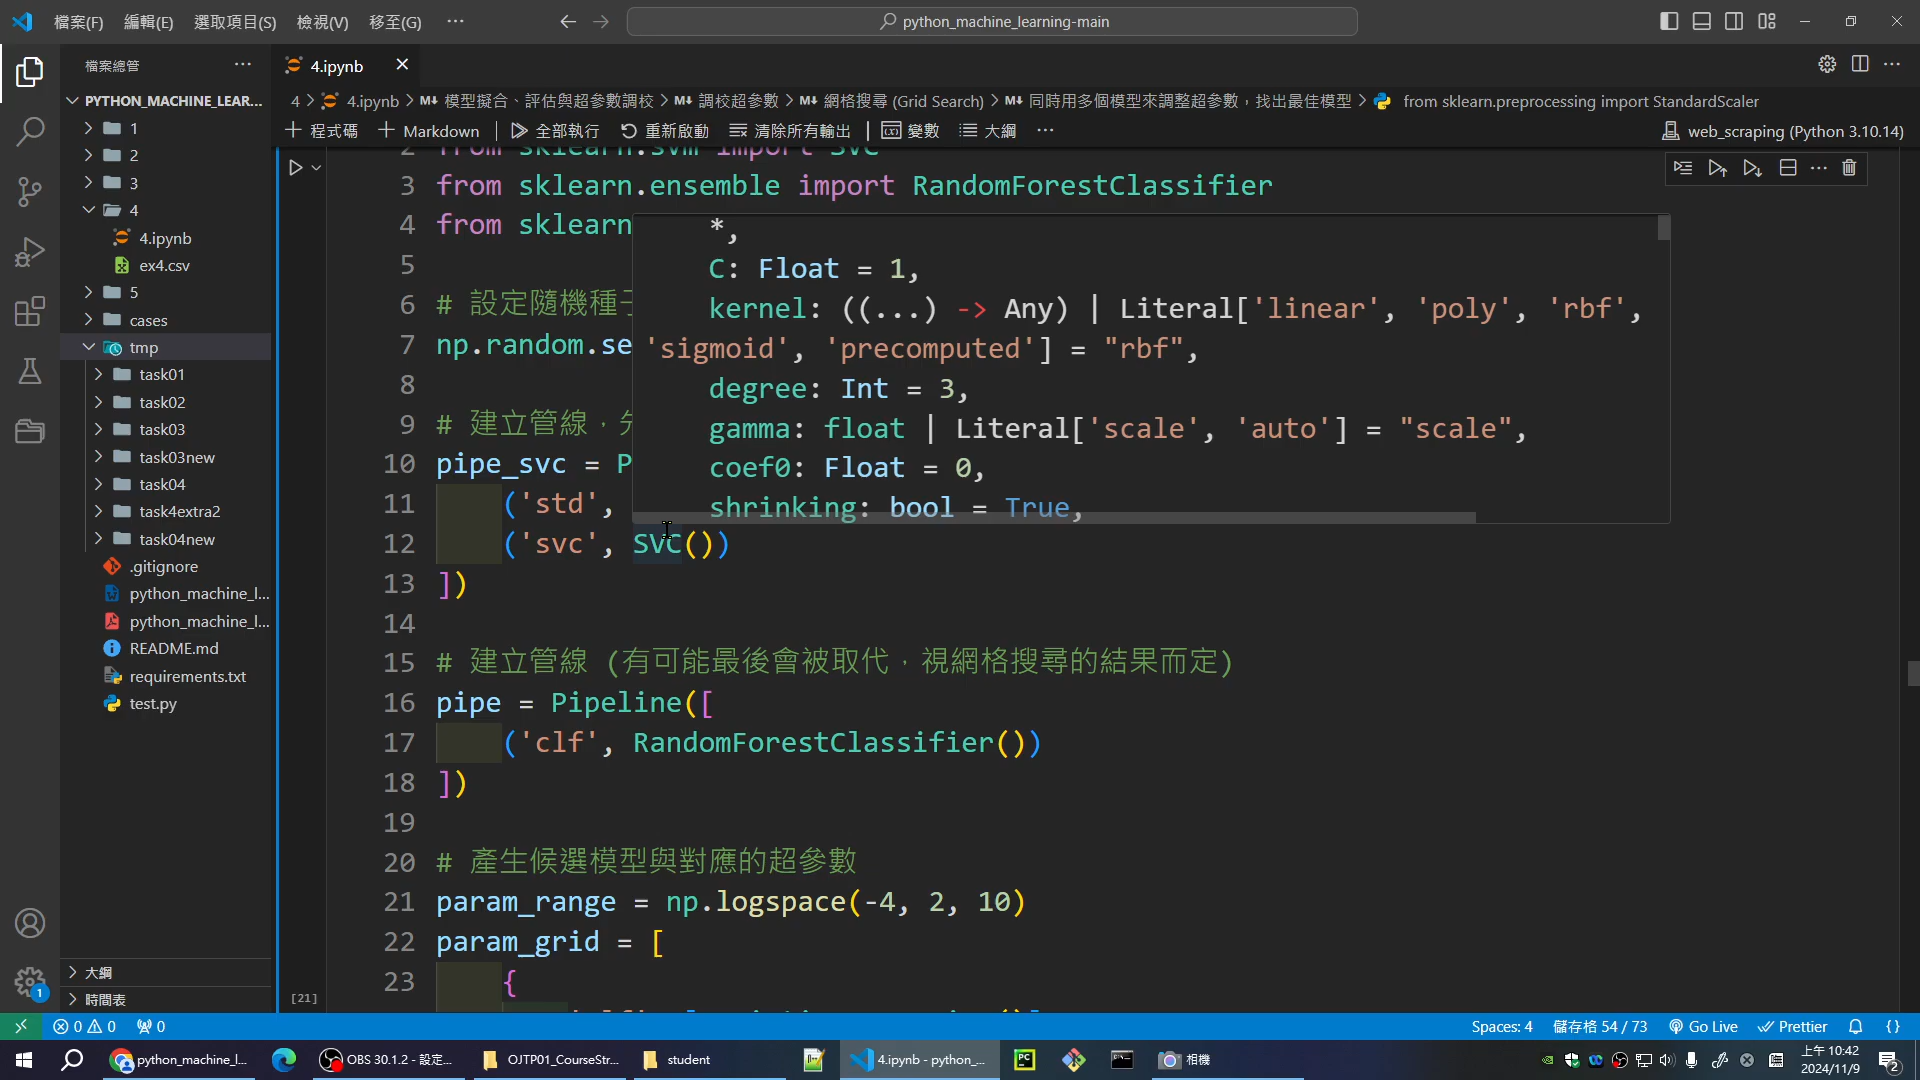 檔案(F) 編輯(E) 選取項目(S) 檢視(V) 移至(G) ···
python_machine_learning-main
檔案總管 ···
4.ipynb
PYTHON_MACHINE_LEAR...
4 > 4.ipynb > M↓ 模型擬合、評估與超參數調校 > M↓ 調校超參數 > M↓ 網格搜尋 (Grid Search) > M↓ 同時用多個模型來調整超參數，找出最佳模型 > from sklearn.preprocessing import StandardScaler
+ 程式碼 + Markdown 全部執行 重新啟動 清除所有輸出 變數 大綱 ··· web_scraping (Python 3.10.14)
1
2
3
4
4.ipynb
ex4.csv
5
cases
tmp
task01
task02
task03
task03new
task04
task4extra2
task04new
.gitignore
python_machine_l...
python_machine_l...
README.md
requirements.txt
test.py
大綱
時間表
1
2 from sklearn.svm import SVC
3 from sklearn.ensemble import RandomForestClassifier
4 from sklearn
5
6 # 設定隨機種子
7 np.random.se
8
9 # 建立管線，分
10 pipe_svc = P
11 ('std',
12 ('svc', SVC())
13 ])
14
15 # 建立管線 (有可能最後會被取代，視網格搜尋的結果而定)
16 pipe = Pipeline([
17 ('clf', RandomForestClassifier())
18 ])
19
20 # 產生候選模型與對應的超參數
21 param_range = np.logspace(-4, 2, 10)
22 param_grid = [
23 {
[21]
*,
C: Float = 1,
kernel: ((...) -> Any) | Literal['linear', 'poly', 'rbf',
'sigmoid', 'precomputed'] = "rbf",
degree: Int = 3,
gamma: float | Literal['scale', 'auto'] = "scale",
coef0: Float = 0,
shrinking: bool = True,
0 0 0 Spaces: 4 儲存格 54 / 73 Go Live Prettier {}
python_machine_l... OBS 30.1.2 - 設定... OJTP01_CourseStr... student 4.ipynb - python_... PC 相機 上午 10:42
2024/11/9 2